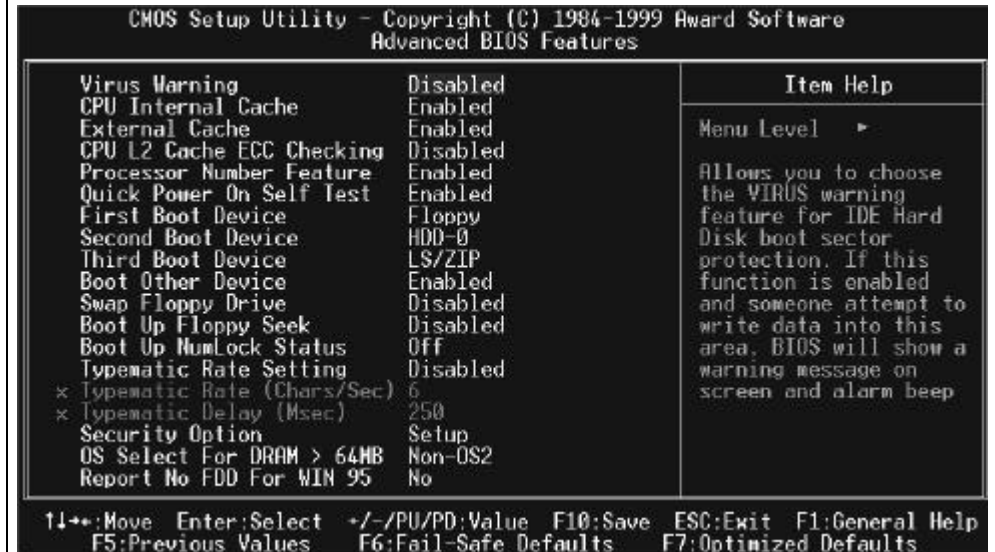 CMOS Setup Utility - Copyright (C) 1984-1999 Award Software
Advanced BIOS Features
Virus Warning Disabled
CPU Internal Cache Enabled
External Cache Enabled
CPU L2 Cache ECC Checking Disabled
Processor Number Feature Enabled
Quick Power On Self Test Enabled
First Boot Device Floppy
Second Boot Device HDD-0
Third Boot Device LS/ZIP
Boot Other Device Enabled
Swap Floppy Drive Disabled
Boot Up Floppy Seek Disabled
Boot Up NumLock Status Off
Typematic Rate Setting Disabled
x Typematic Rate (Chars/Sec) 6
x Typematic Delay (Msec) 250
Security Option Setup
OS Select For DRAM > 64MB Non-OS2
Report No FDD For WIN 95 No
Item Help
Menu Level ►
Allows you to choose
the VIRUS warning
feature for IDE Hard
Disk boot sector
protection. If this
function is enabled
and someone attempt to
write data into this
area, BIOS will show a
warning message on
screen and alarm beep
↑↓→←:Move Enter:Select +/-/PU/PD:Value F10:Save ESC:Exit F1:General Help
F5:Previous Values F6:Fail-Safe Defaults F7:Optimized Defaults